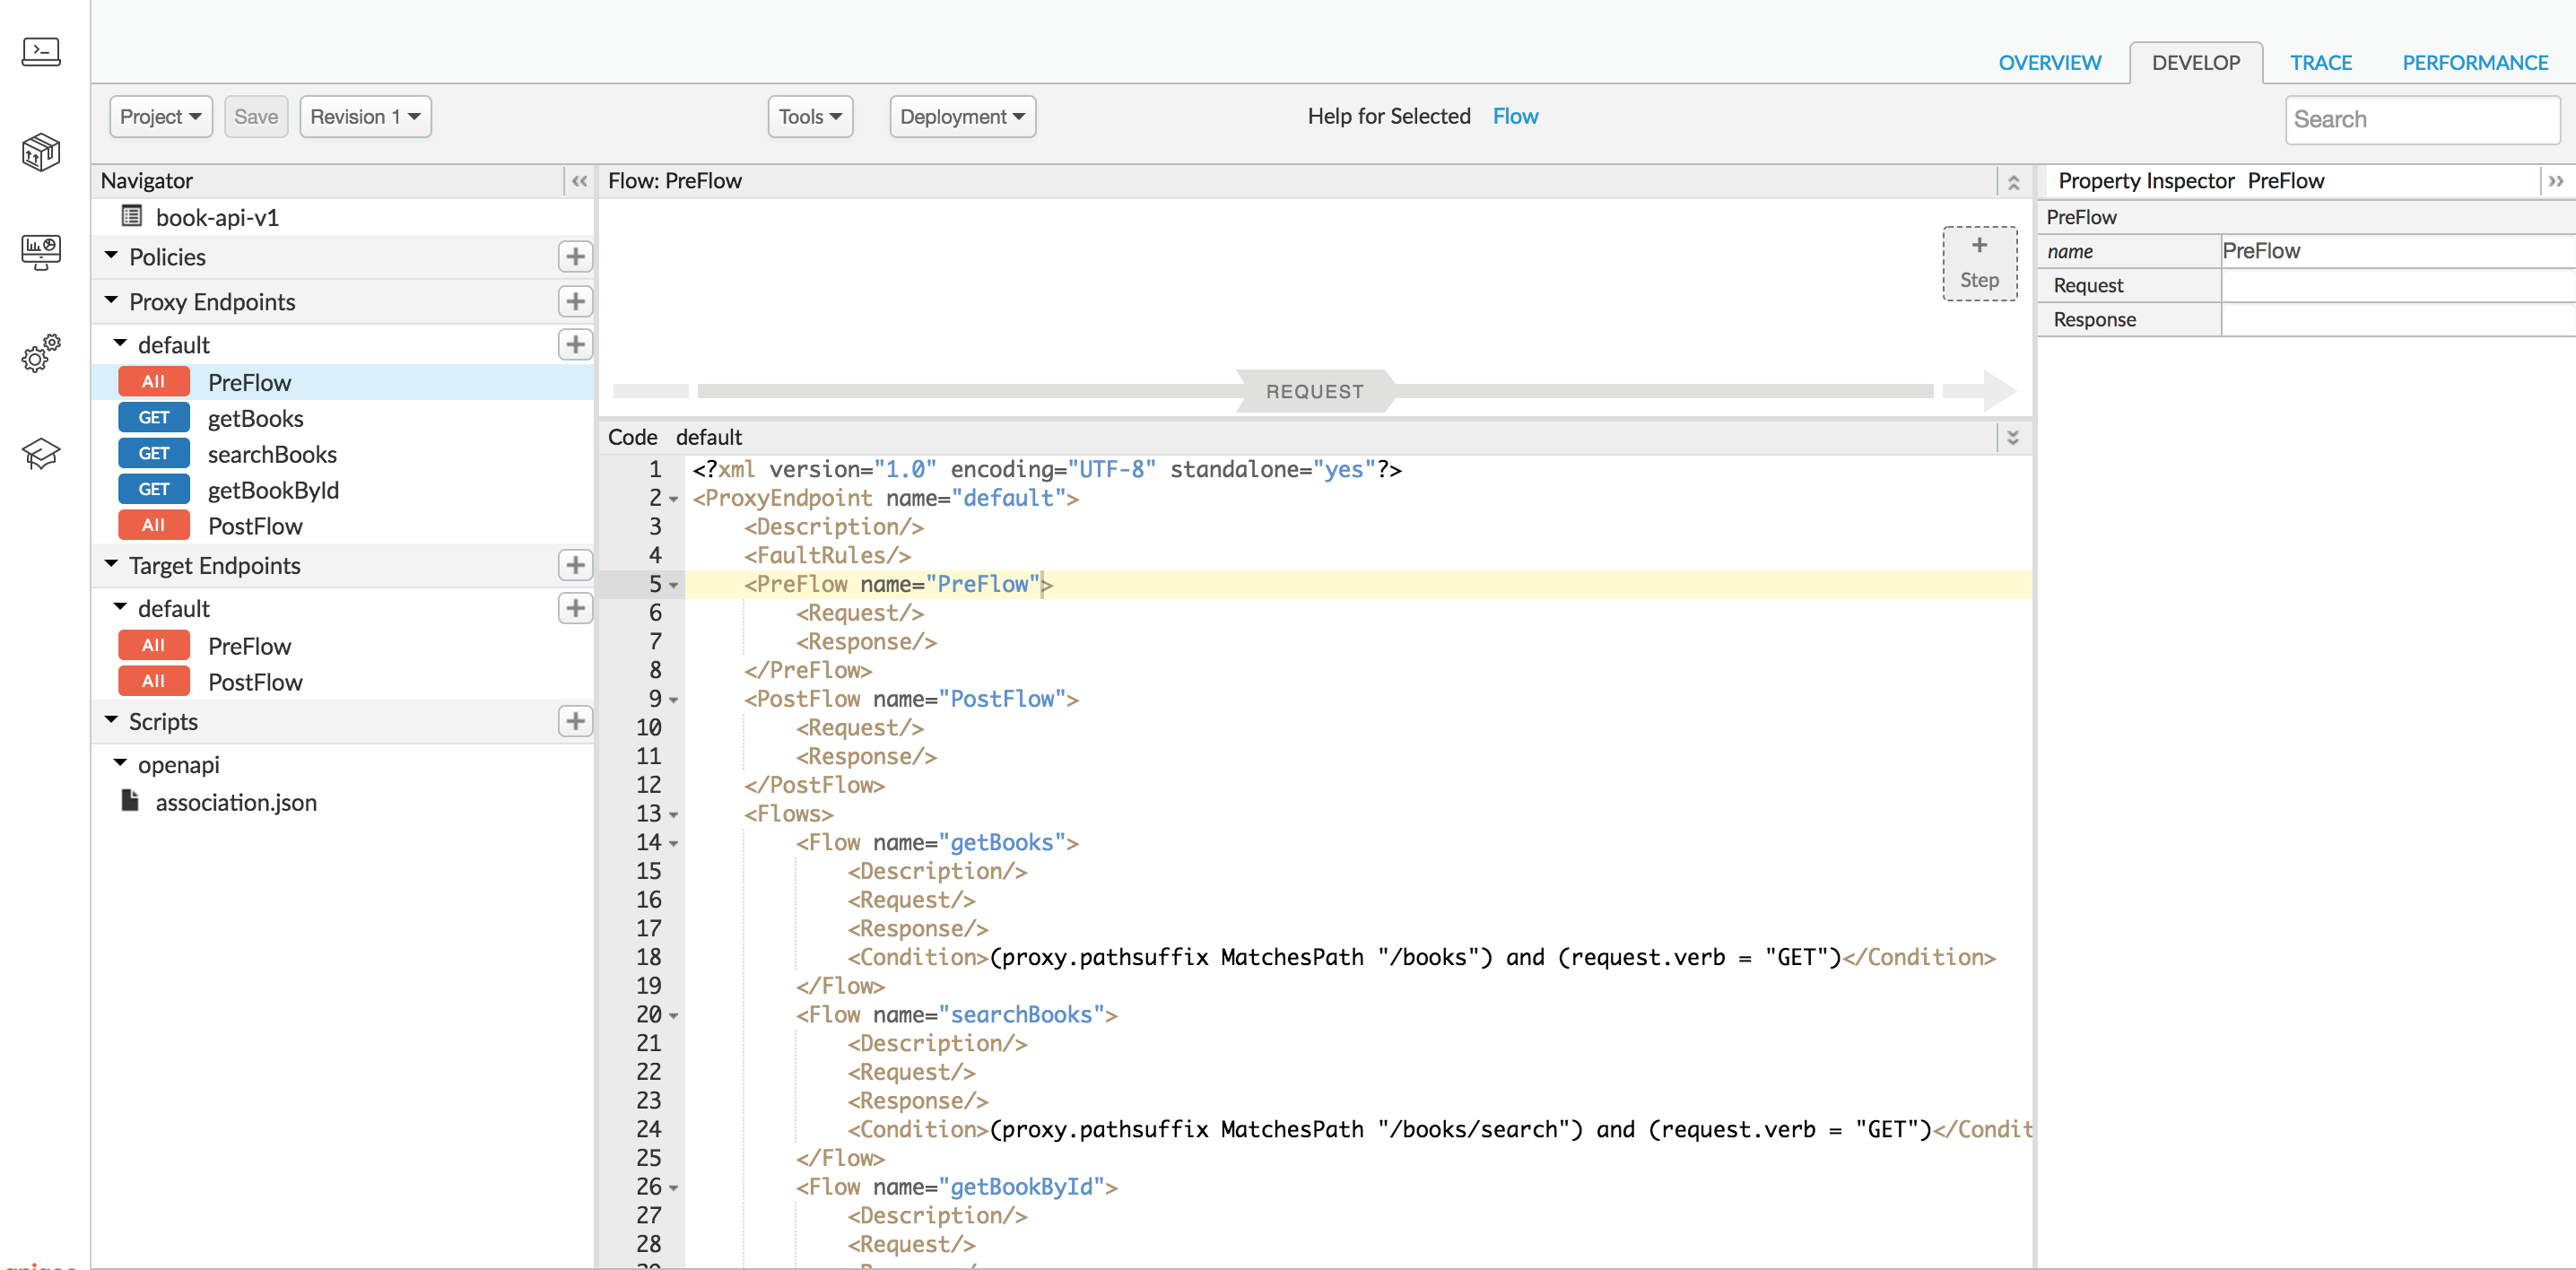 OVERVIEW DEVELOP TRACE PERFORMANCE
Project Save Revision 1 Tools Deployment Help for Selected Flow Search
Navigator
book-api-v1
Policies
Proxy Endpoints
default
All PreFlow
GET getBooks
GET searchBooks
GET getBookById
All PostFlow
Target Endpoints
default
All PreFlow
All PostFlow
Scripts
openapi
association.json
Flow: PreFlow
+
Step
REQUEST
Code default
1 <?xml version="1.0" encoding="UTF-8" standalone="yes"?>
2 <ProxyEndpoint name="default">
3 <Description/>
4 <FaultRules/>
5 <PreFlow name="PreFlow">
6 <Request/>
7 <Response/>
8 </PreFlow>
9 <PostFlow name="PostFlow">
10 <Request/>
11 <Response/>
12 </PostFlow>
13 <Flows>
14 <Flow name="getBooks">
15 <Description/>
16 <Request/>
17 <Response/>
18 <Condition>(proxy.pathsuffix MatchesPath "/books") and (request.verb = "GET")</Condition>
19 </Flow>
20 <Flow name="searchBooks">
21 <Description/>
22 <Request/>
23 <Response/>
24 <Condition>(proxy.pathsuffix MatchesPath "/books/search") and (request.verb = "GET")</Condit
25 </Flow>
26 <Flow name="getBookById">
27 <Description/>
28 <Request/>
Property Inspector PreFlow
PreFlow
name PreFlow
Request
Response